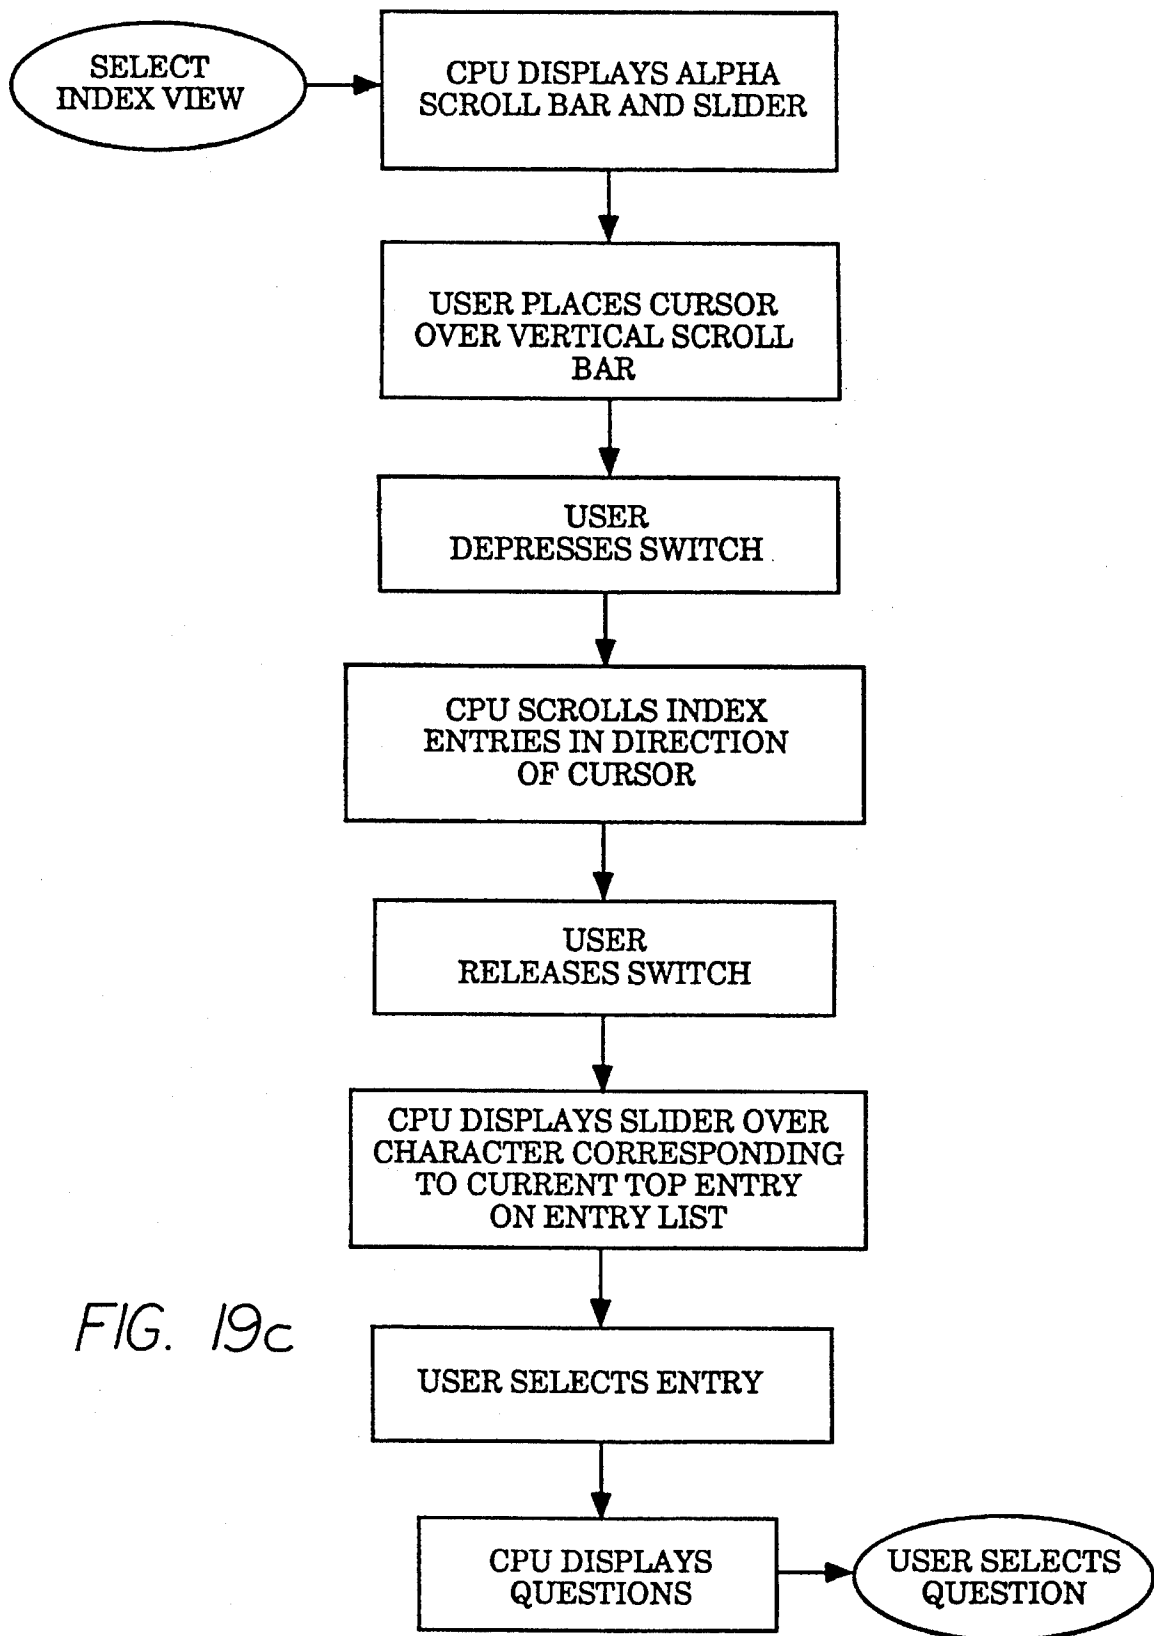 SELECT
INDEX VIEW
CPU DISPLAYS ALPHA
SCROLL BAR AND SLIDER
USER PLACES CURSOR
OVER VERTICAL SCROLL
BAR
USER
DEPRESSES SWITCH
CPU SCROLLS INDEX
ENTRIES IN DIRECTION
OF CURSOR
USER
RELEASES SWITCH
CPU DISPLAYS SLIDER OVER
CHARACTER CORRESPONDING
TO CURRENT TOP ENTRY
ON ENTRY LIST
FIG. 19c
USER SELECTS ENTRY
CPU DISPLAYS
QUESTIONS
USER SELECTS
QUESTION